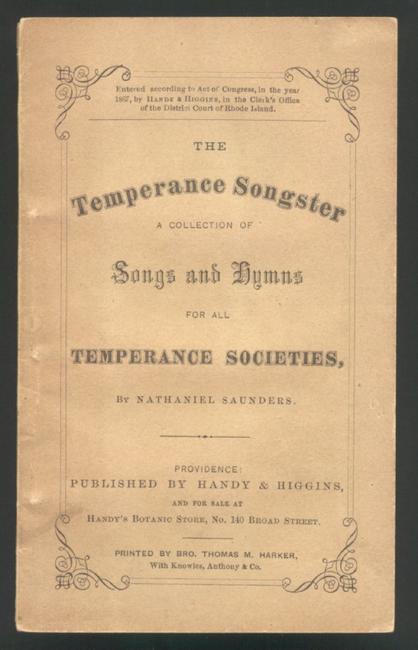 Entered according to Act of Congress, in the year
1867, by HANDY & HIGGINS, in the Clerk's Office
of the District Court of Rhode Island.
THE
Temperance Songster
A COLLECTION OF
Songs and Hymns
FOR ALL
TEMPERANCE SOCIETIES,
BY NATHANIEL SAUNDERS.
PROVIDENCE:
PUBLISHED BY HANDY & HIGGINS,
AND FOR SALE AT
HANDY'S BOTANIC STORE, NO. 140 BROAD STREET.
PRINTED BY BRO. THOMAS M. HARKER,
With Knowles, Anthony & Co.